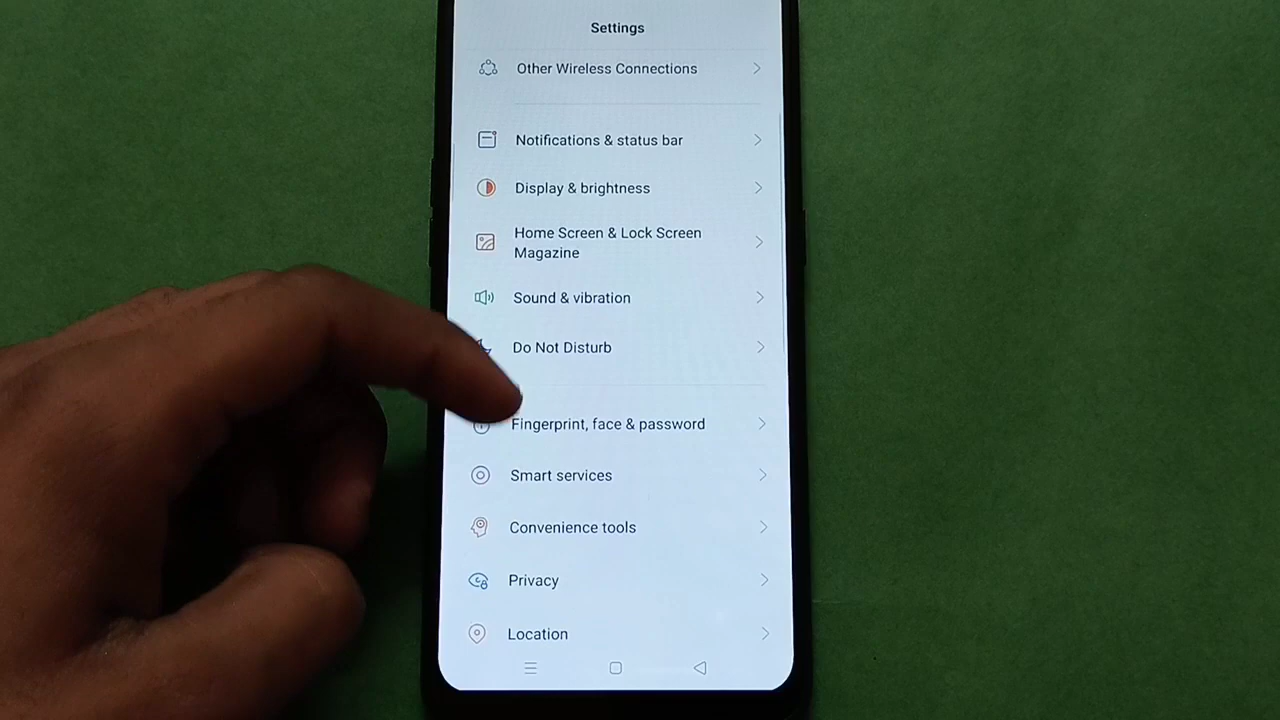 Settings
Other Wireless Connections
Notifications & status bar
Display & brightness
Home Screen & Lock Screen
Magazine
Sound & vibration
Do Not Disturb
Fingerprint, face & password
Smart services
Convenience tools
Privacy
Location